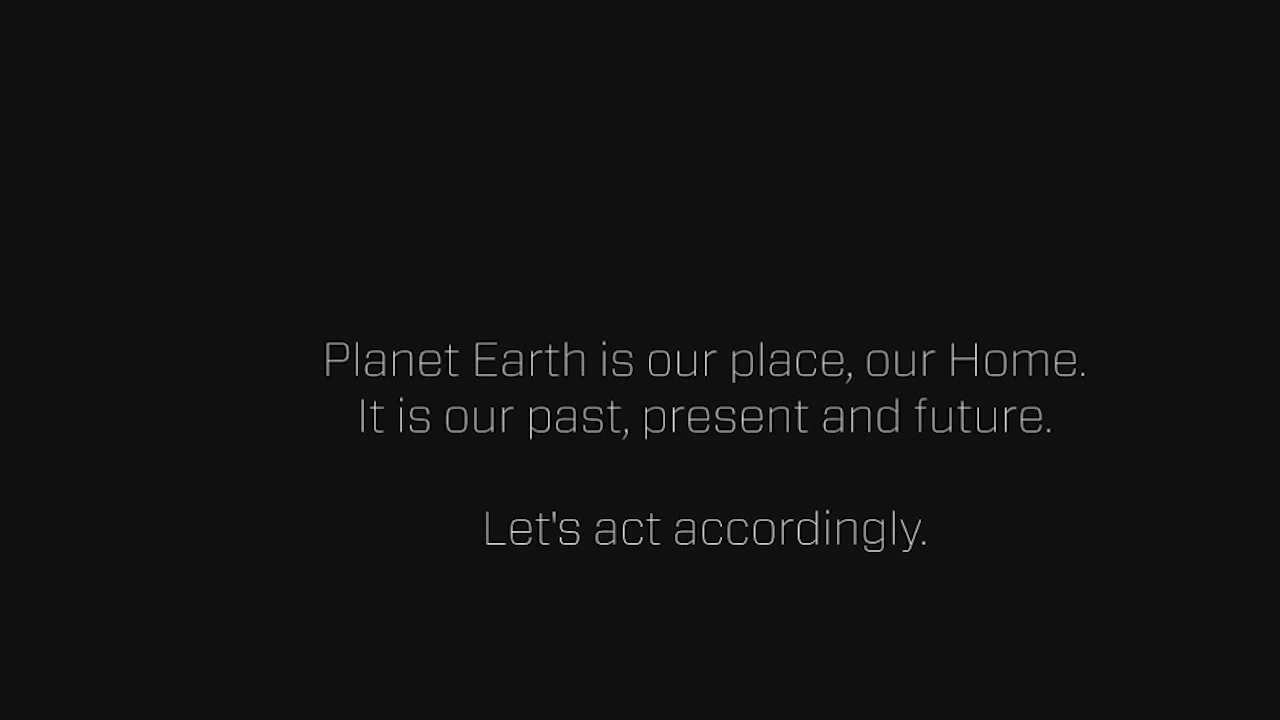 Planet Earth is our place, our Home.
It is our past, present and future.
Let's act accordingly.